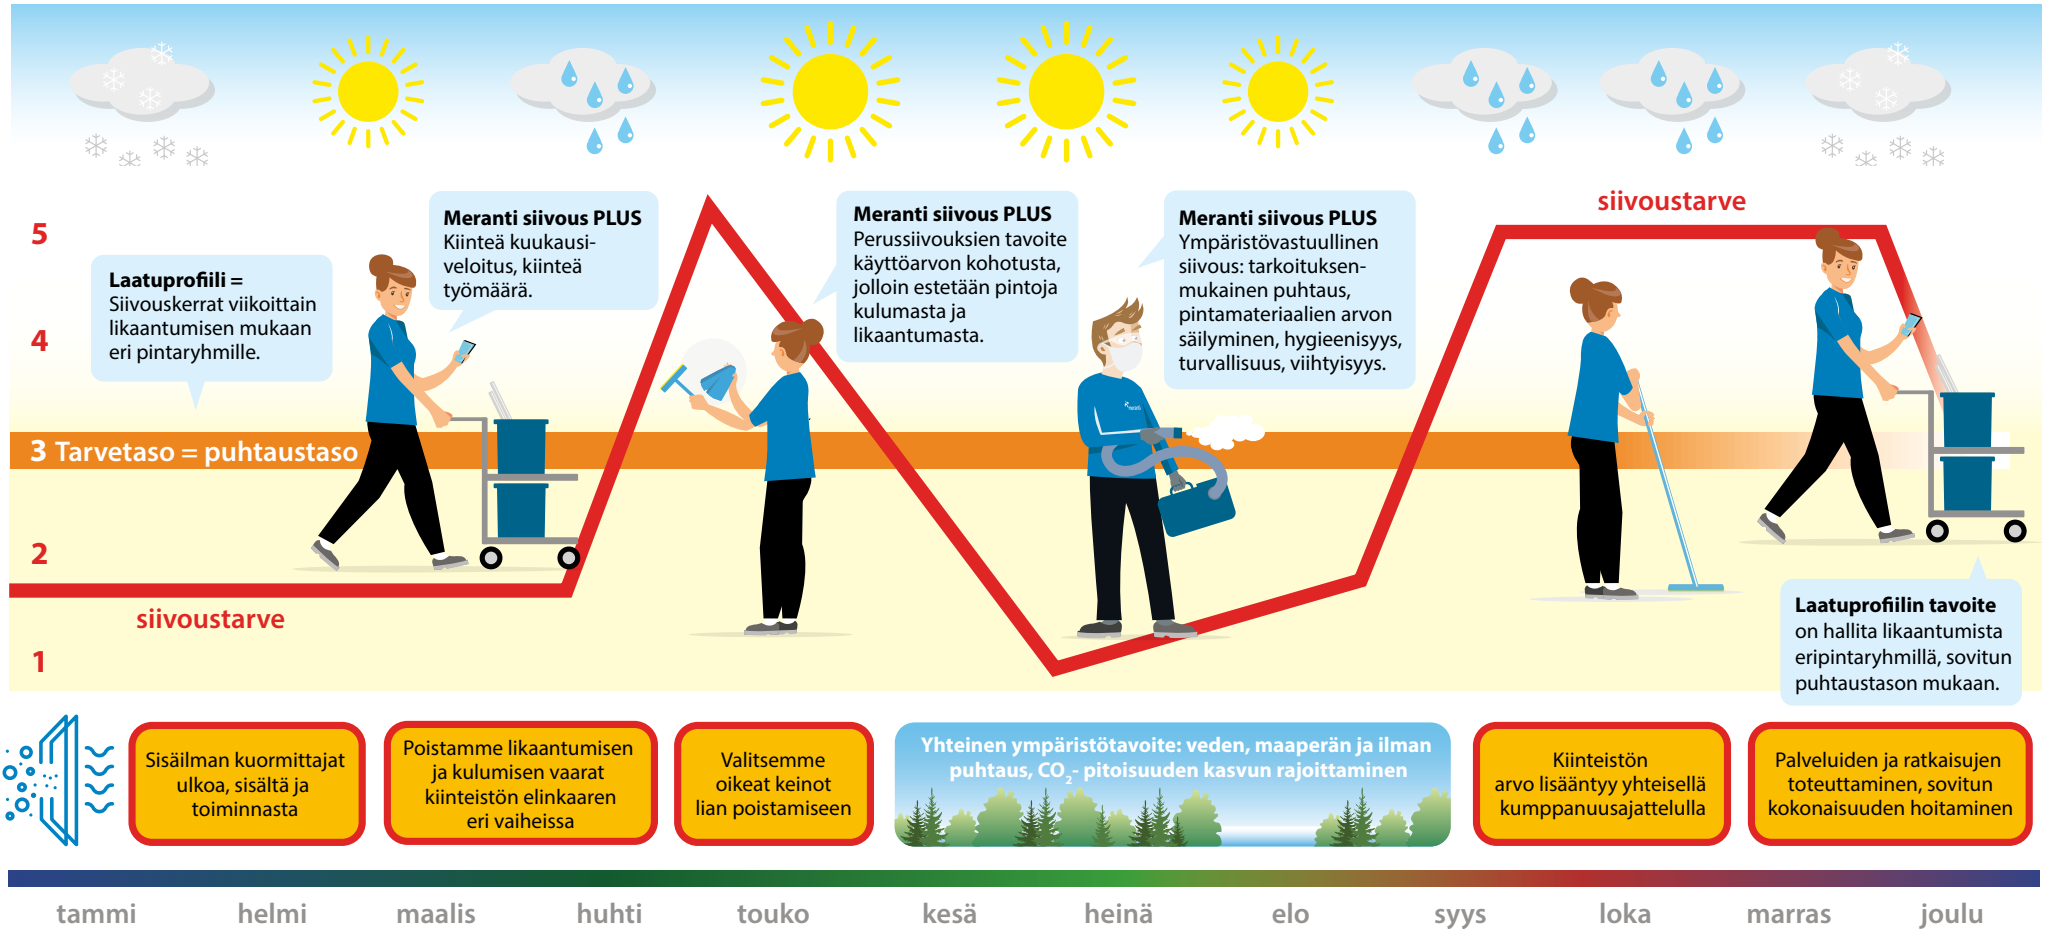 siivoustarve
Meranti siivous PLUS
Kiinteä kuukausi-
veloitus, kiinteä
työmäärä.
Meranti siivous PLUS
Perussiivouksien tavoite
käyttöarvon kohotusta,
jolloin estetään pintoja
kulumasta ja
likaantumasta.
Meranti siivous PLUS
Ympäristövastuullinen
siivous: tarkoituksen-
mukainen puhtaus,
pintamateriaalien arvon
säilyminen, hygieenisyys,
turvallisuus, viihtyisyys.
5
Laatuprofiili =
Siivouskerrat viikoittain
likaantumisen mukaan
eri pintaryhmille.
4
3 Tarvetaso = puhtaustaso
2
siivoustarve
1
Laatuprofiilin tavoite
on hallita likaantumista
eripintaryhmillä, sovitun
puhtaustason mukaan.
Sisäilman kuormittajat
ulkoa, sisältä ja
toiminnasta
Poistamme likaantumisen
ja kulumisen vaarat
kiinteistön elinkaaren
eri vaiheissa
Valitsemme
oikeat keinot
lian poistamiseen
Yhteinen ympäristötavoite: veden, maaperän ja ilman
puhtaus, CO₂- pitoisuuden kasvun rajoittaminen
Kiinteistön
arvo lisääntyy yhteisellä
kumppanuusajattelulla
Palveluiden ja ratkaisujen
toteuttaminen, sovitun
kokonaisuuden hoitaminen
tammi helmi maalis huhti touko kesä heinä elo syys loka marras joulu